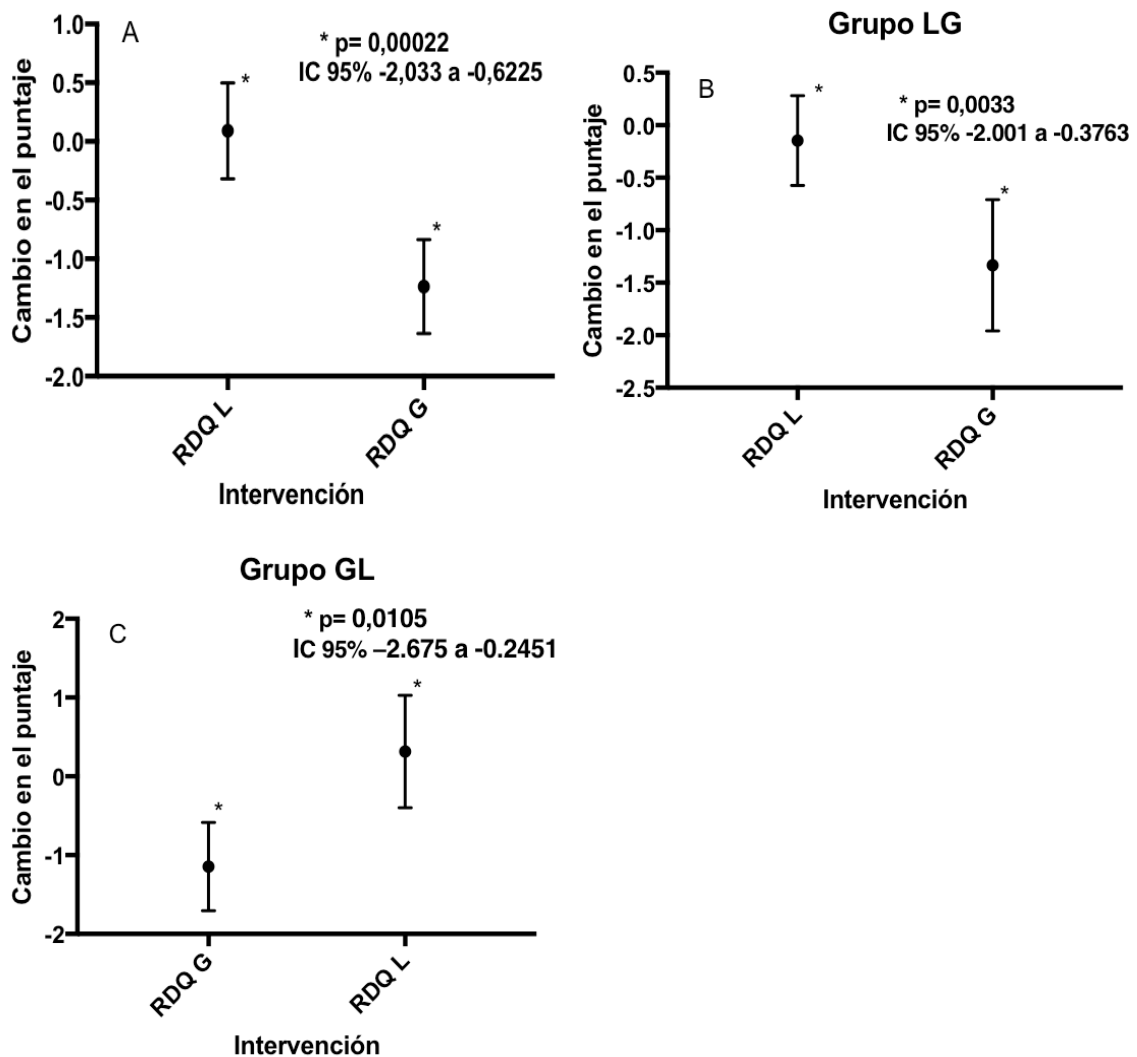 A
* p= 0,00022
IC 95% -2,033 a -0,6225
Cambio en el puntaje
1.0
0.5
0.0
-0.5
-1.0
-1.5
-2.0
*
*
RDQ L
RDQ G
Intervención
Grupo LG
B
* p= 0,0033
IC 95% -2.001 a -0.3763
Cambio en el puntaje
0.5
0.0
-0.5
-1.0
-1.5
-2.0
-2.5
*
*
RDQ L
RDQ G
Intervención
Grupo GL
C
* p= 0,0105
IC 95% –2.675 a -0.2451
Cambio en el puntaje
2
1
0
-1
-2
*
*
RDQ G
RDQ L
Intervención